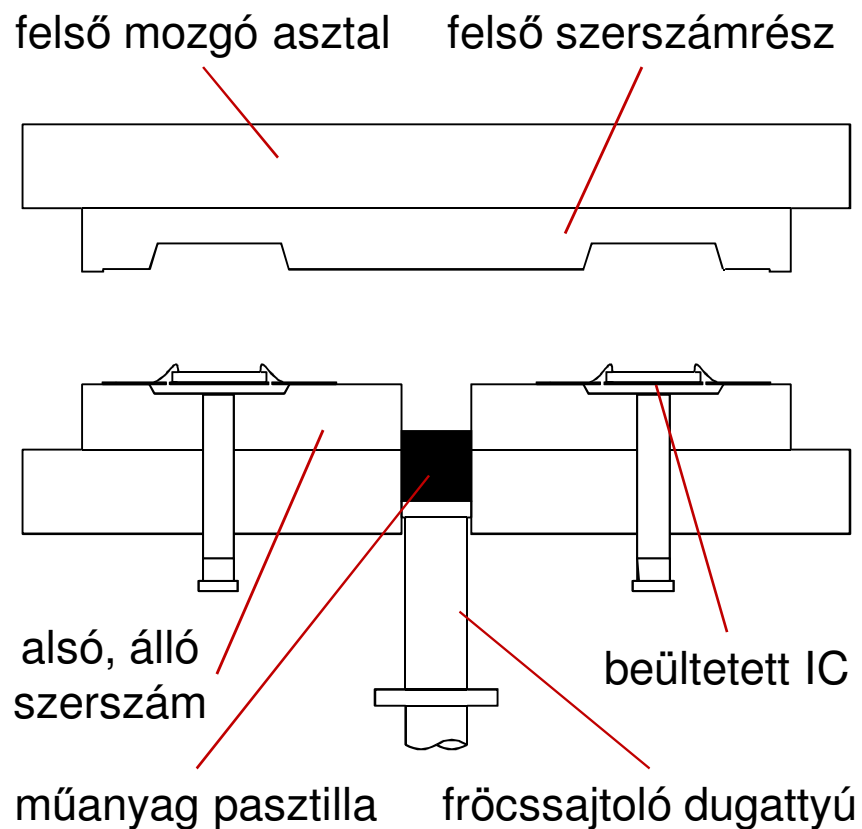 felső mozgó asztal
felső szerszámrész
alsó, álló
szerszám
beültetett IC
műanyag pasztilla
fröcssajtoló dugattyú